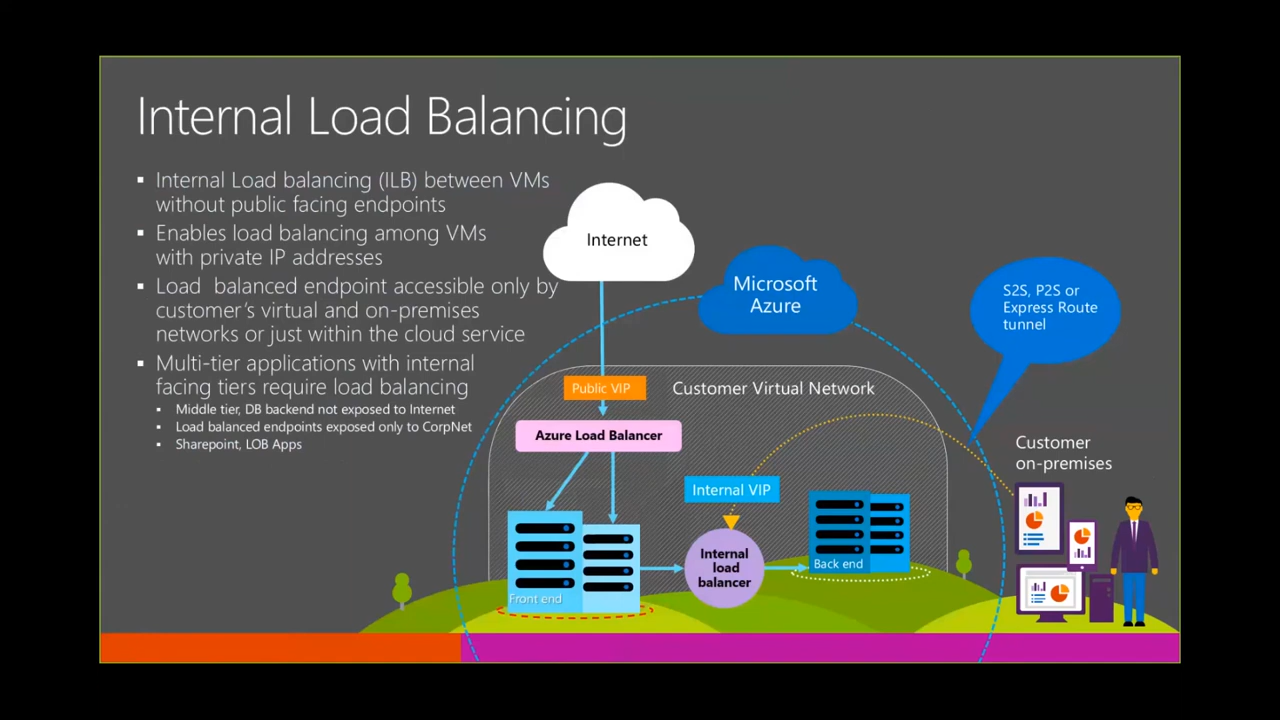 Internal Load Balancing
Internal Load balancing (ILB) between VMs
without public facing endpoints
Enables load balancing among VMs
with private IP addresses
Load balanced endpoint accessible only by
customer's virtual and on-premises
networks or just within the cloud service
Multi-tier applications with internal
facing tiers require load balancing
Middle tier, DB backend not exposed to Internet
Load balanced endpoints exposed only to CorpNet
Sharepoint, LOB Apps
Internet
Microsoft
Azure
S2S, P2S or
Express Route
tunnel
Public VIP
Customer Virtual Network
Azure Load Balancer
Customer
on-premises
Internal VIP
Internal
load
balancer
Back end
Front end